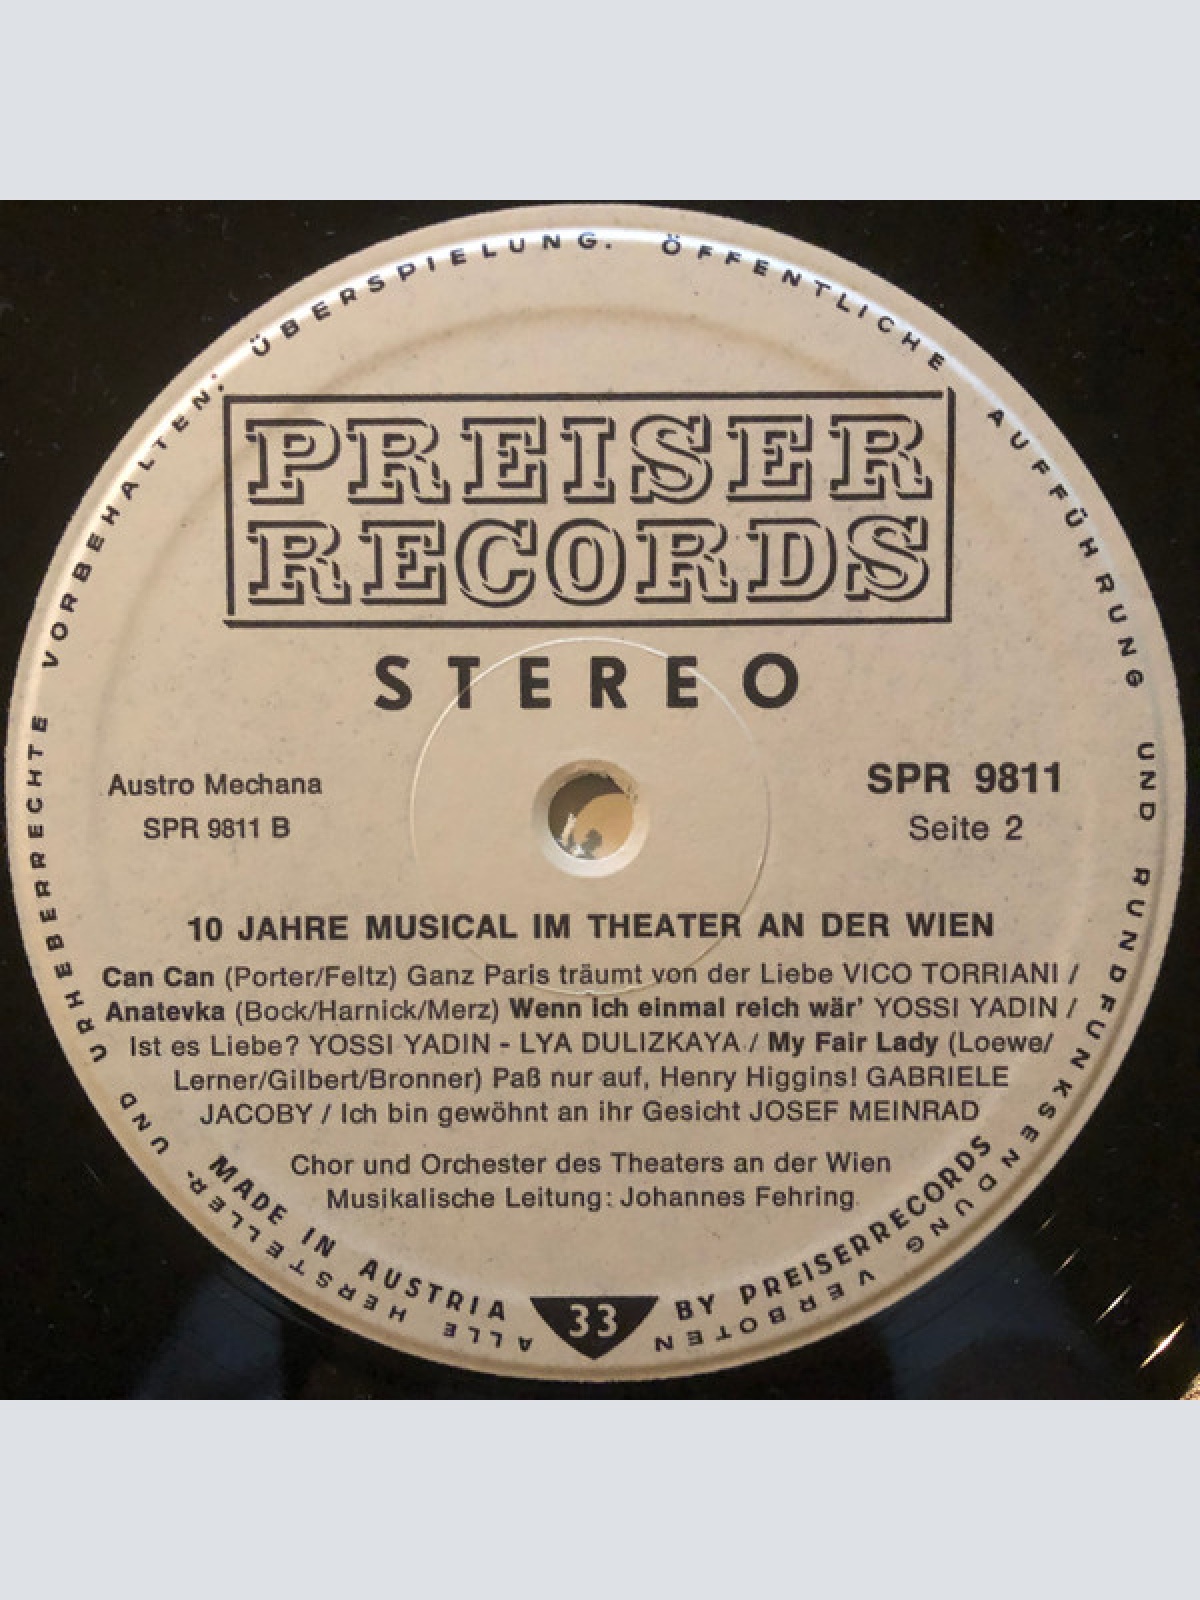 ALLE HERSTELLER- UND URHEBERRECHTE VORBEHALTEN; ÜBERSPIELUNG. ÖFFENTLICHE AUFFÜHRUNG UND RUNDFUNKSENDUNG VERBOTEN
PREISER
RECORDS
STEREO
Austro Mechana
SPR 9811 B
SPR 9811
Seite 2
10 JAHRE MUSICAL IM THEATER AN DER WIEN
Can Can (Porter/Feltz) Ganz Paris träumt von der Liebe VICO TORRIANI /
Anatevka (Bock/Harnick/Merz) Wenn ich einmal reich wär' YOSSI YADIN /
Ist es Liebe? YOSSI YADIN - LYA DULIZKAYA / My Fair Lady (Loewe/
Lerner/Gilbert/Bronner) Paß nur auf, Henry Higgins! GABRIELE
JACOBY / Ich bin gewöhnt an ihr Gesicht JOSEF MEINRAD
Chor und Orchester des Theaters an der Wien
Musikalische Leitung: Johannes Fehring
MADE IN AUSTRIA 33 BY PREISERRECORDS